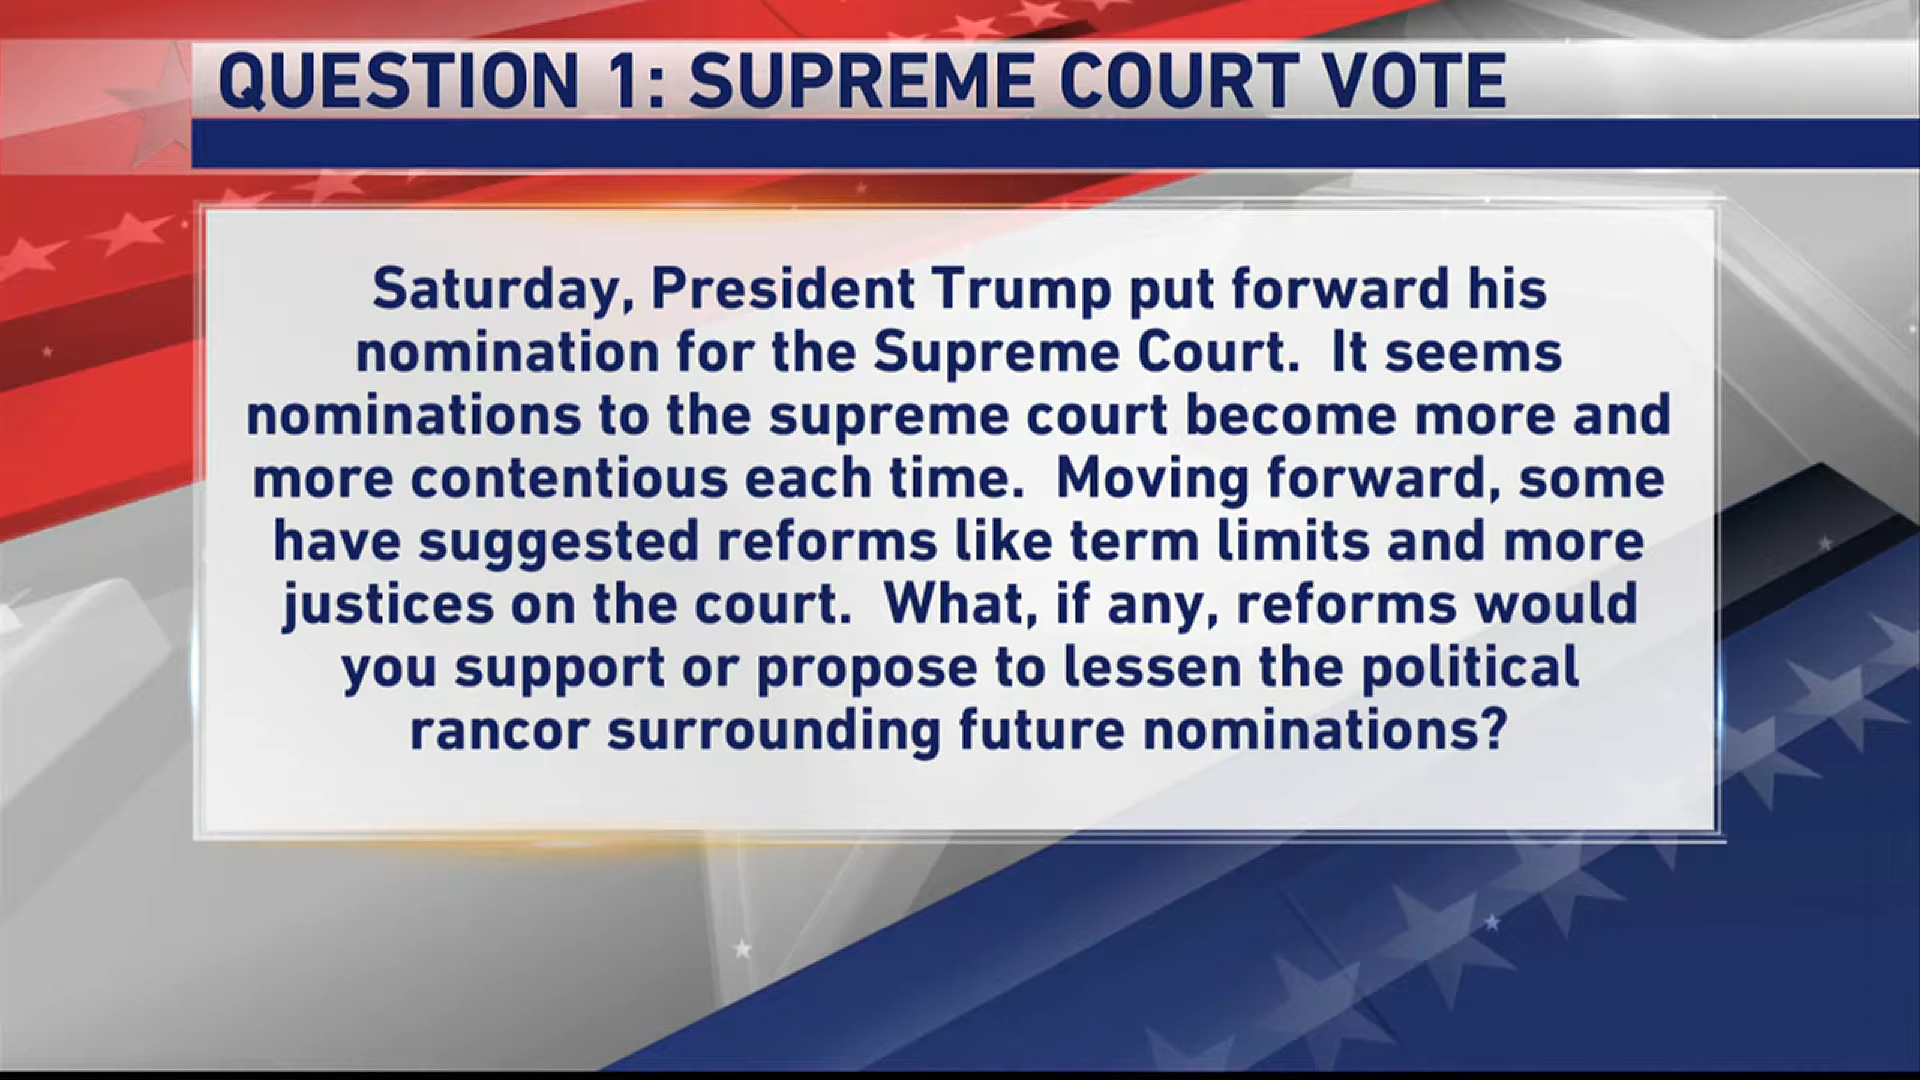 QUESTION 1: SUPREME COURT VOTE
Saturday, President Trump put forward his
nomination for the Supreme Court.  It seems
nominations to the supreme court become more and
more contentious each time.  Moving forward, some
have suggested reforms like term limits and more
justices on the court.  What, if any, reforms would
you support or propose to lessen the political
rancor surrounding future nominations?